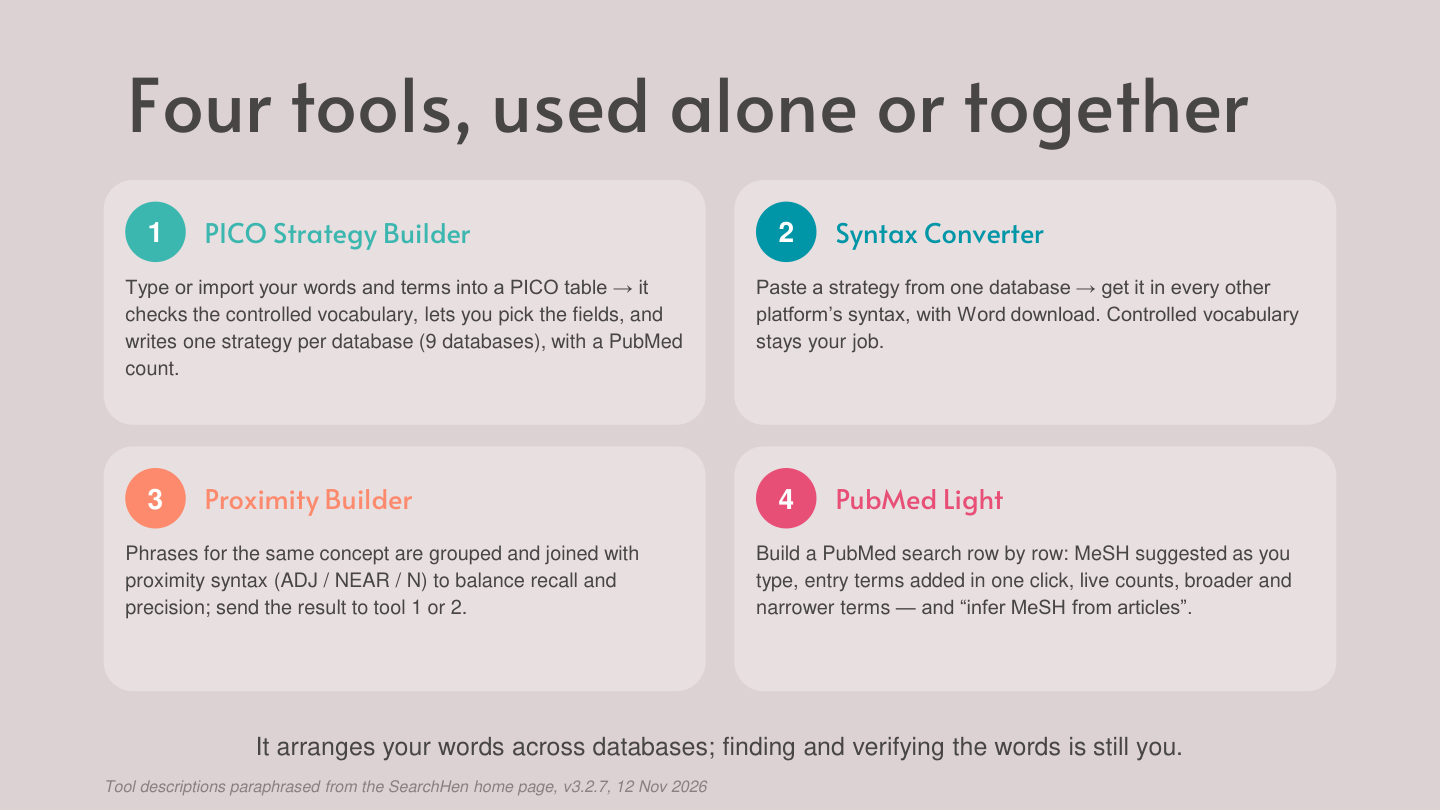 Four tools, used alone or together
1
PICO Strategy Builder
Type or import your words and terms into a PICO table → it
checks the controlled vocabulary, lets you pick the fields, and
writes one strategy per database (9 databases), with a PubMed
count.
2
Syntax Converter
Paste a strategy from one database → get it in every other
platform’s syntax, with Word download. Controlled vocabulary
stays your job.
3
Proximity Builder
Phrases for the same concept are grouped and joined with
proximity syntax (ADJ / NEAR / N) to balance recall and
precision; send the result to tool 1 or 2.
4
PubMed Light
Build a PubMed search row by row: MeSH suggested as you
type, entry terms added in one click, live counts, broader and
narrower terms — and “infer MeSH from articles”.
It arranges your words across databases; finding and verifying the words is still you.
Tool descriptions paraphrased from the SearchHen home page, v3.2.7, 12 Nov 2026